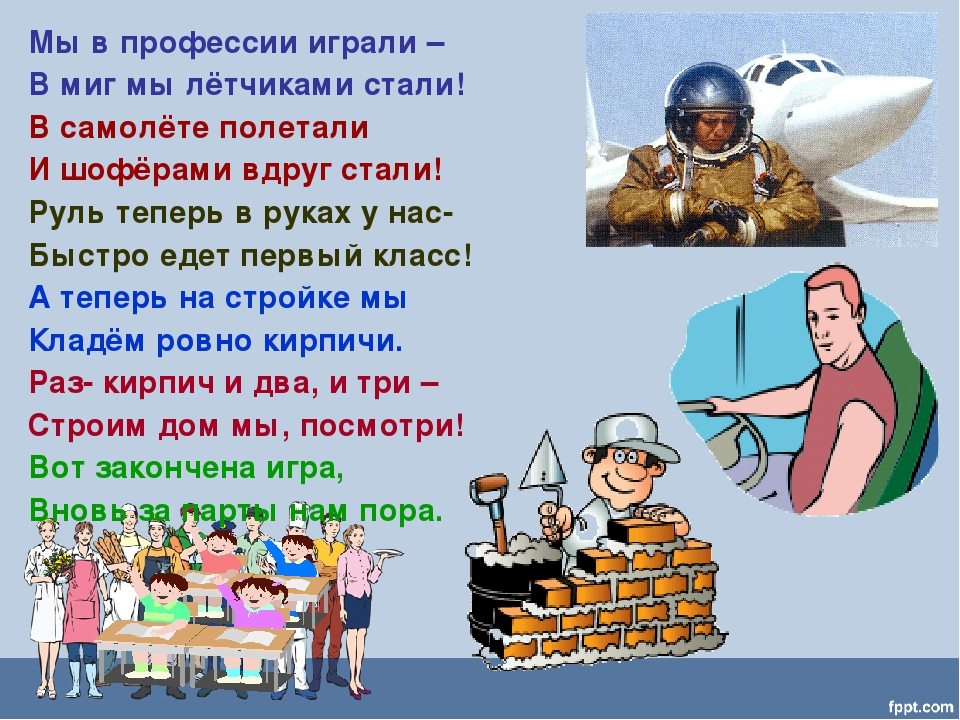 Мы в профессии играли –
В миг мы лётчиками стали!
В самолёте полетали
И шофёрами вдруг стали!
Руль теперь в руках у нас-
Быстро едет первый класс!
А теперь на стройке мы
Кладём ровно кирпичи.
Раз- кирпич и два, и три –
Строим дом мы, посмотри!
Вот закончена игра,
Вновь за парты нам пора.
fppt.com